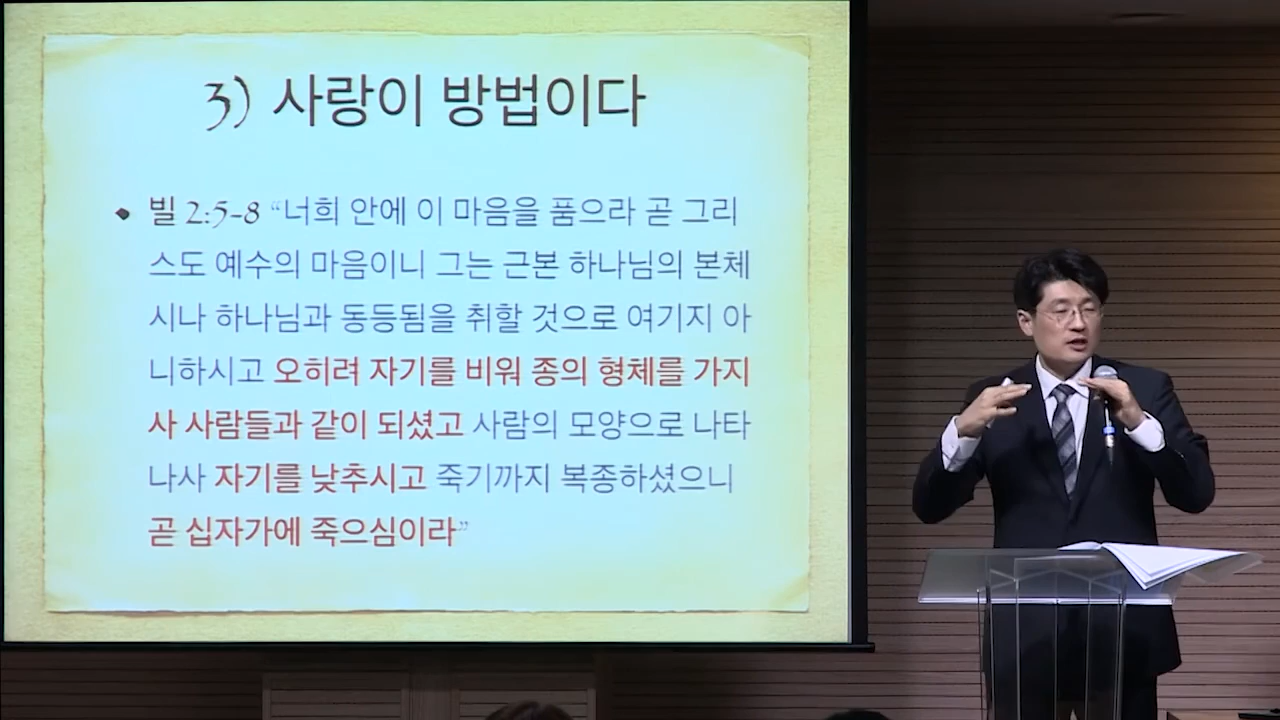 3) 사랑이 방법이다
• 빌 2:5-8 “너희 안에 이 마음을 품으라 곧 그리
스도 예수의 마음이니 그는 근본 하나님의 본체
시나 하나님과 동등됨을 취할 것으로 여기지 아
니하시고 오히려 자기를 비워 종의 형체를 가지
사 사람들과 같이 되셨고 사람의 모양으로 나타
나사 자기를 낮추시고 죽기까지 복종하셨으니
곧 십자가에 죽으심이라”